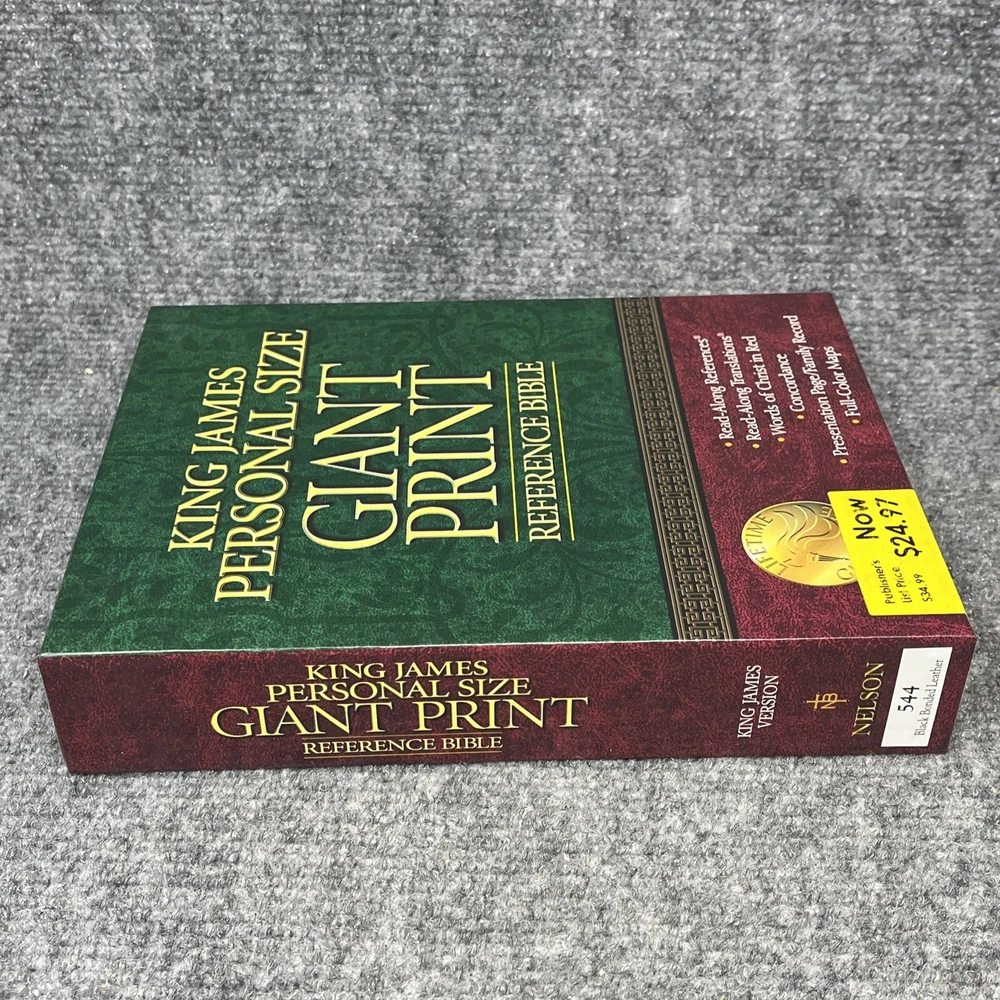 KING JAMES
PERSONAL SIZE
GIANT
PRINT
REFERENCE BIBLE
• Read-Along References®
• Read-Along Translations®
• Words of Christ in Red
• Concordance
• Presentation Page/Family Record
• Full-Color Maps
LIFETIME
Publisher's
List Price
$34.99
NOW
$24.97
KING JAMES
PERSONAL SIZE
GIANT PRINT
REFERENCE BIBLE
KING JAMES
VERSION
NB
NELSON
544
Black Bonded Leather